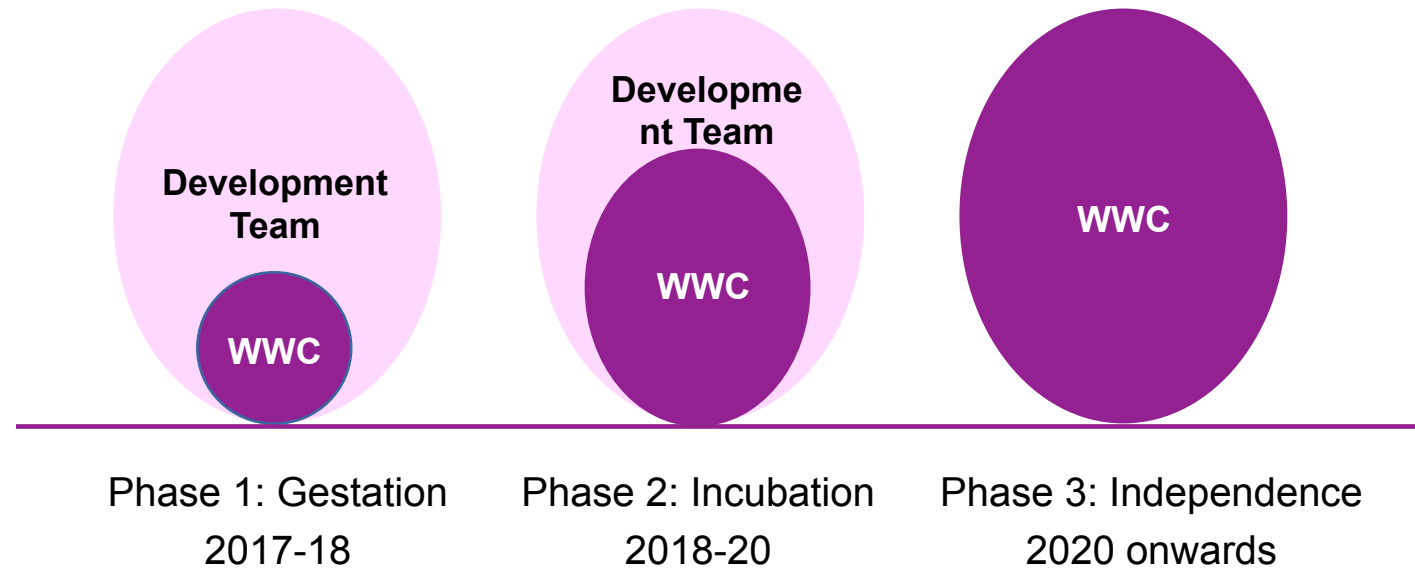 Development
Team
WWC
Developme
nt Team
WWC
WWC
Phase 1: Gestation
2017-18
Phase 2: Incubation
2018-20
Phase 3: Independence
2020 onwards